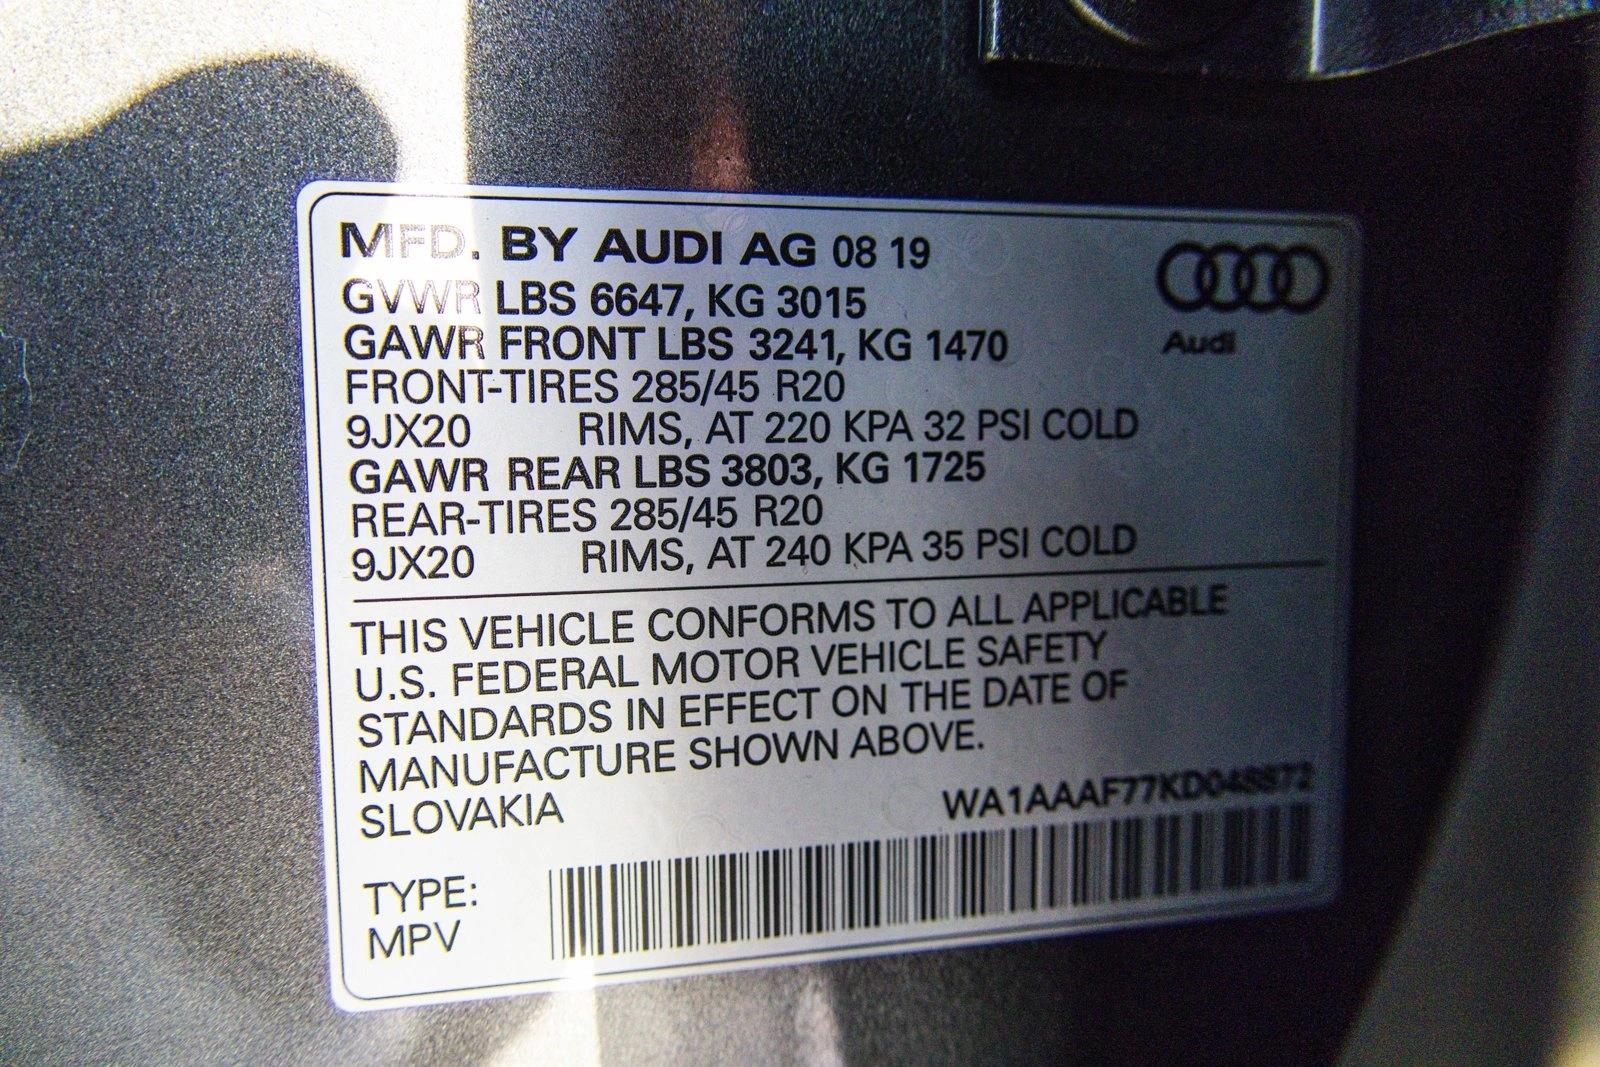 MFD. BY AUDI AG 08 19
GVWR LBS 6647, KG 3015
GAWR FRONT LBS 3241, KG 1470
FRONT-TIRES 285/45 R20
9JX20 RIMS, AT 220 KPA 32 PSI COLD
GAWR REAR LBS 3803, KG 1725
REAR-TIRES 285/45 R20
9JX20 RIMS, AT 240 KPA 35 PSI COLD
Audi
THIS VEHICLE CONFORMS TO ALL APPLICABLE
U.S. FEDERAL MOTOR VEHICLE SAFETY
STANDARDS IN EFFECT ON THE DATE OF
MANUFACTURE SHOWN ABOVE.
SLOVAKIA
TYPE:
MPV